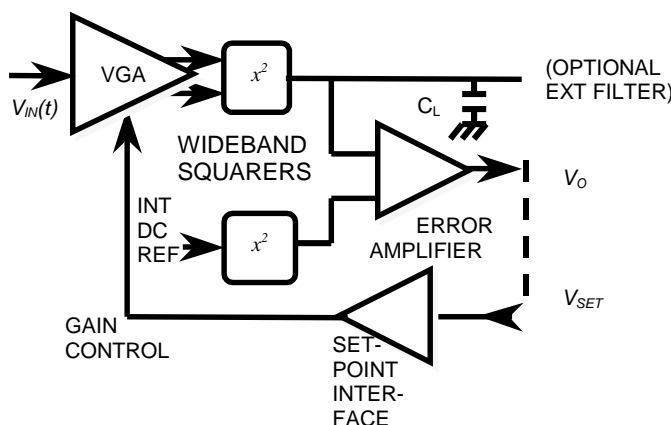 VGA
x²
(OPTIONAL
EXT FILTER)
V_IN(t)
C_L
WIDEBAND
SQUARERS
V_O
INT
DC
REF
x²
ERROR
AMPLIFIER
V_SET
GAIN
CONTROL
SET-
POINT
INTER-
FACE